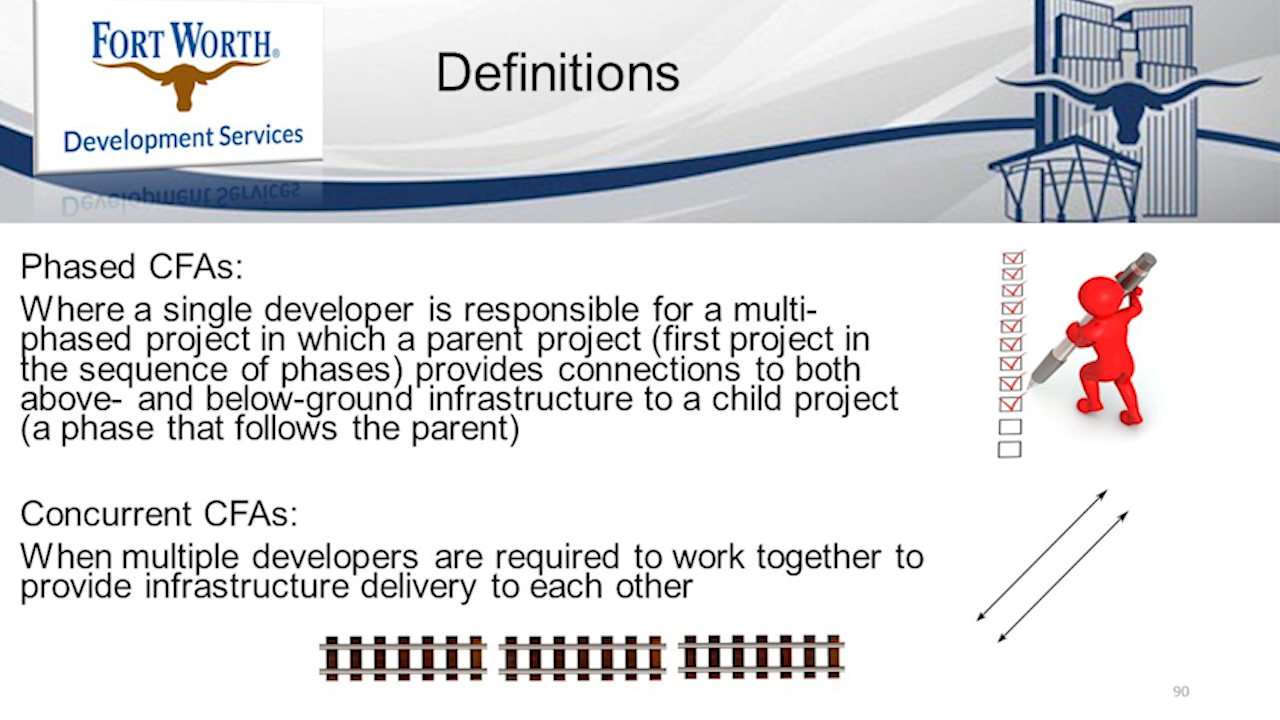 FORT WORTH®
Development Services
Definitions
Phased CFAs:
Where a single developer is responsible for a multi-
phased project in which a parent project (first project in
the sequence of phases) provides connections to both
above- and below-ground infrastructure to a child project
(a phase that follows the parent)
Concurrent CFAs:
When multiple developers are required to work together to
provide infrastructure delivery to each other
90